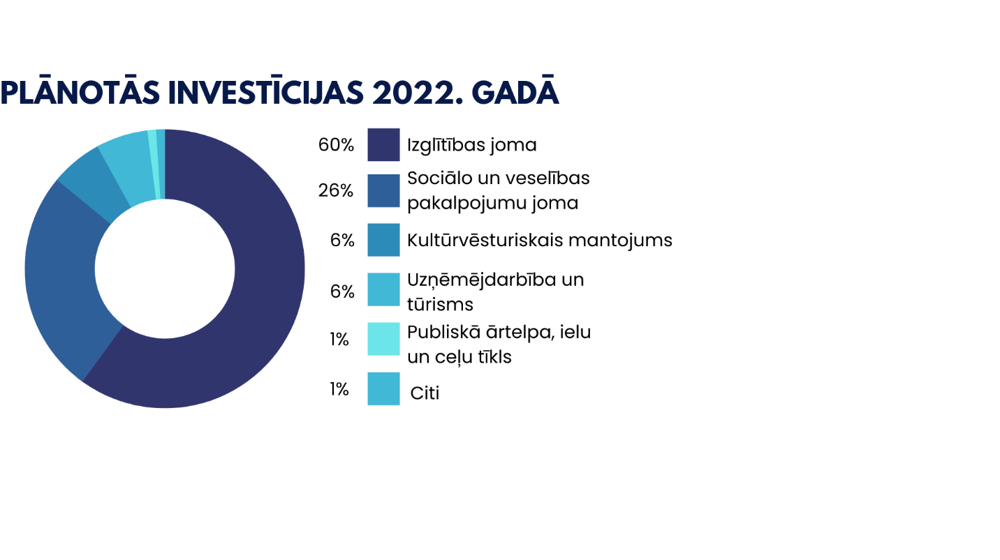 PLĀNOTĀS INVESTĪCIJAS 2022. GADĀ
60% Izglītības joma
26% Sociālo un veselības
pakalpojumu joma
6% Kultūrvēsturiskais mantojums
6% Uzņēmējdarbība un
tūrisms
1% Publiskā ārtelpa, ielu
un ceļu tīkls
1% Citi